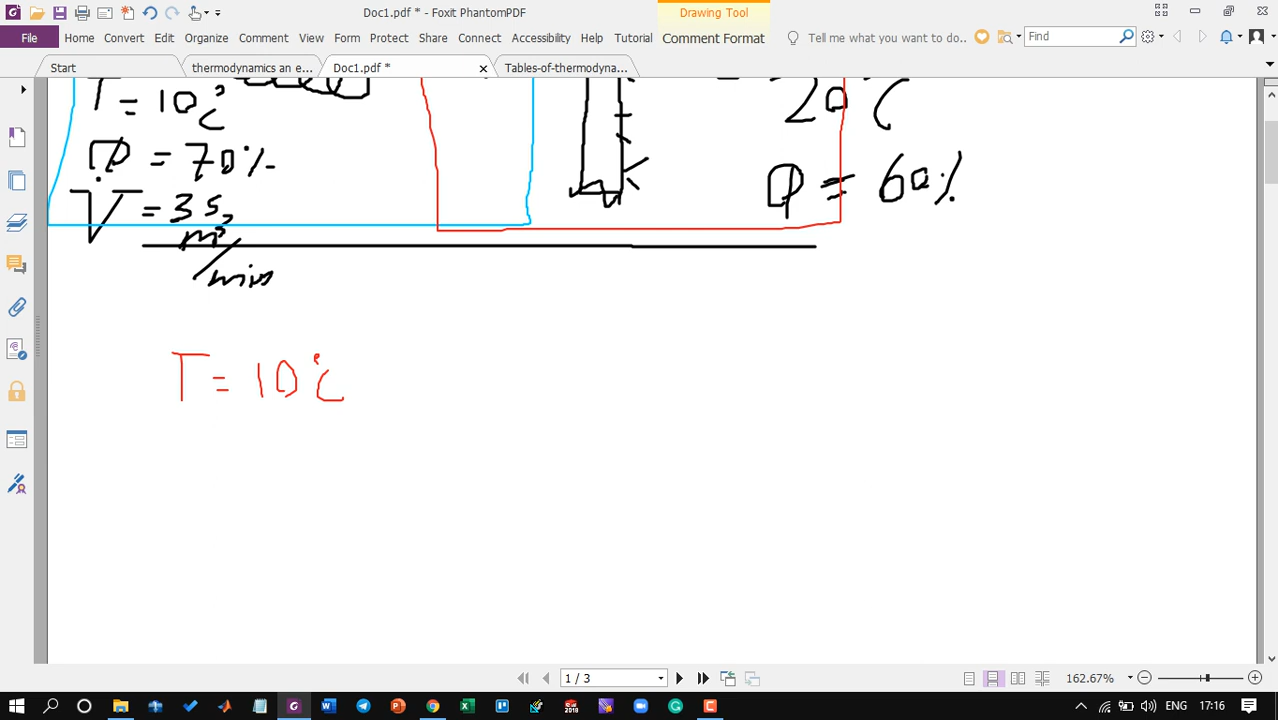 Doc1.pdf * - Foxit PhantomPDF
Drawing Tool
File Home Convert Edit Organize Comment View Form Protect Share Connect Accessibility Help Tutorial Comment Format Tell me what you want to do... Find
Start thermodynamics an e... Doc1.pdf * Tables-of-thermodyna...
T = 10°C
20°C
φ = 70%
φ = 60%
V̇ = 35
m³/min
T = 10°C
1 / 3
162.67%
ENG 17:16